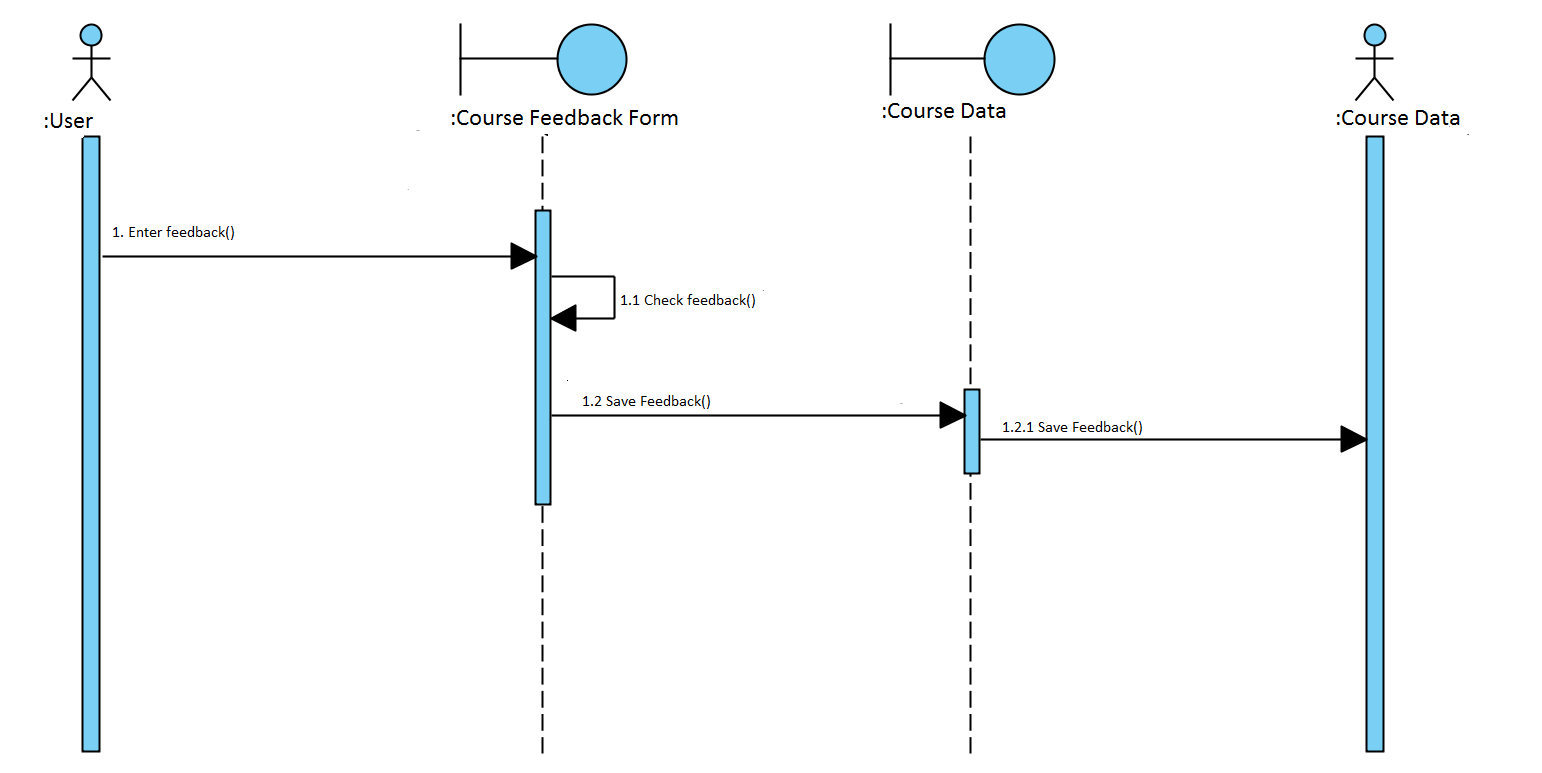 :User
:Course Feedback Form
:Course Data
:Course Data
1. Enter feedback()
1.1 Check feedback()
1.2 Save Feedback()
1.2.1 Save Feedback()